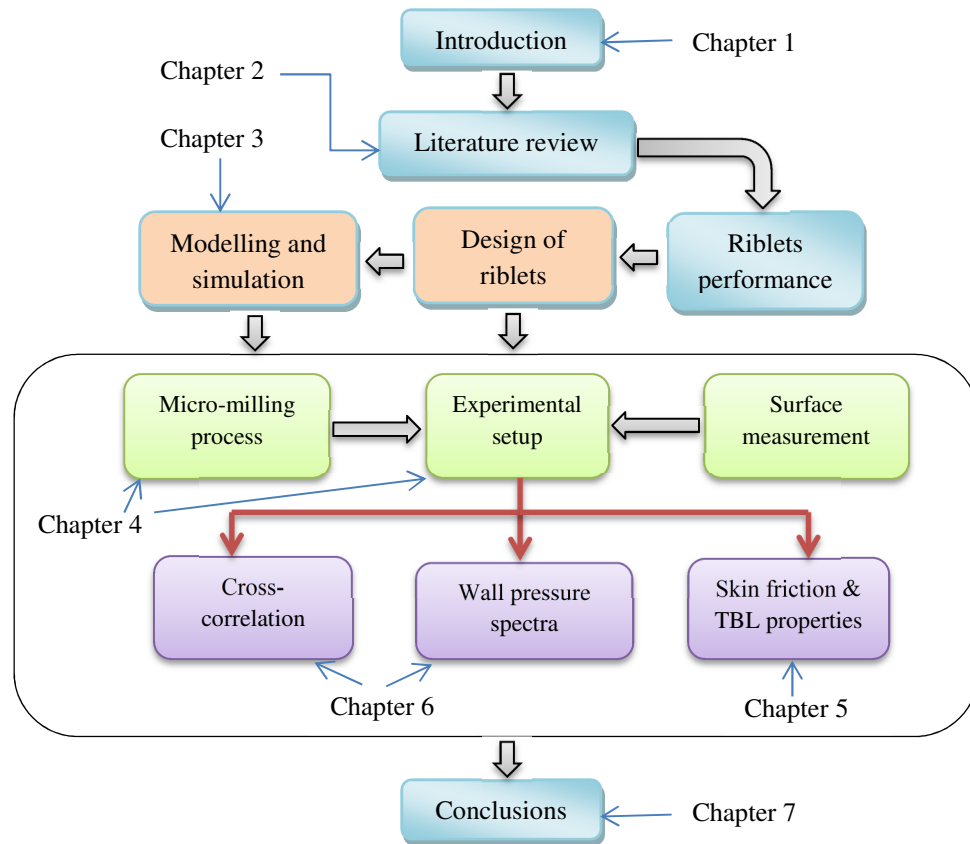 Introduction
Chapter 1
Chapter 2
Literature review
Chapter 3
Modelling and
simulation
Design of
riblets
Riblets
performance
Micro-milling
process
Experimental
setup
Surface
measurement
Chapter 4
Cross-
correlation
Wall pressure
spectra
Skin friction &
TBL properties
Chapter 6
Chapter 5
Conclusions
Chapter 7